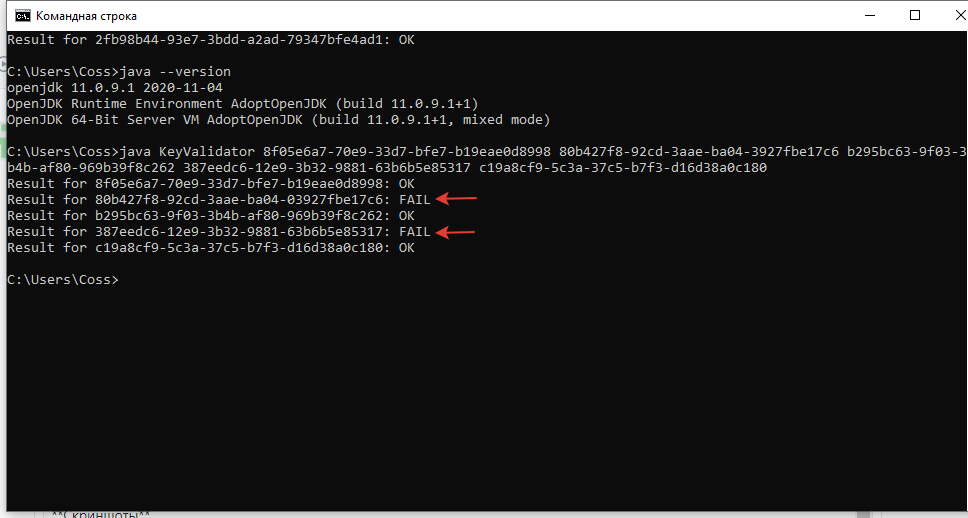 Командная строка
Result for 2fb98b44-93e7-3bdd-a2ad-79347bfe4ad1: OK
C:\Users\Coss>java --version
openjdk 11.0.9.1 2020-11-04
OpenJDK Runtime Environment AdoptOpenJDK (build 11.0.9.1+1)
OpenJDK 64-Bit Server VM AdoptOpenJDK (build 11.0.9.1+1, mixed mode)
C:\Users\Coss>java KeyValidator 8f05e6a7-70e9-33d7-bfe7-b19eae0d8998 80b427f8-92cd-3aae-ba04-3927fbe17c6 b295bc63-9f03-3
b4b-af80-969b39f8c262 387eedc6-12e9-3b32-9881-63b6b5e85317 c19a8cf9-5c3a-37c5-b7f3-d16d38a0c180
Result for 8f05e6a7-70e9-33d7-bfe7-b19eae0d8998: OK
Result for 80b427f8-92cd-3aae-ba04-03927fbe17c6: FAIL
Result for b295bc63-9f03-3b4b-af80-969b39f8c262: OK
Result for 387eedc6-12e9-3b32-9881-63b6b5e85317: FAIL
Result for c19a8cf9-5c3a-37c5-b7f3-d16d38a0c180: OK
C:\Users\Coss>
**Скриншоты**